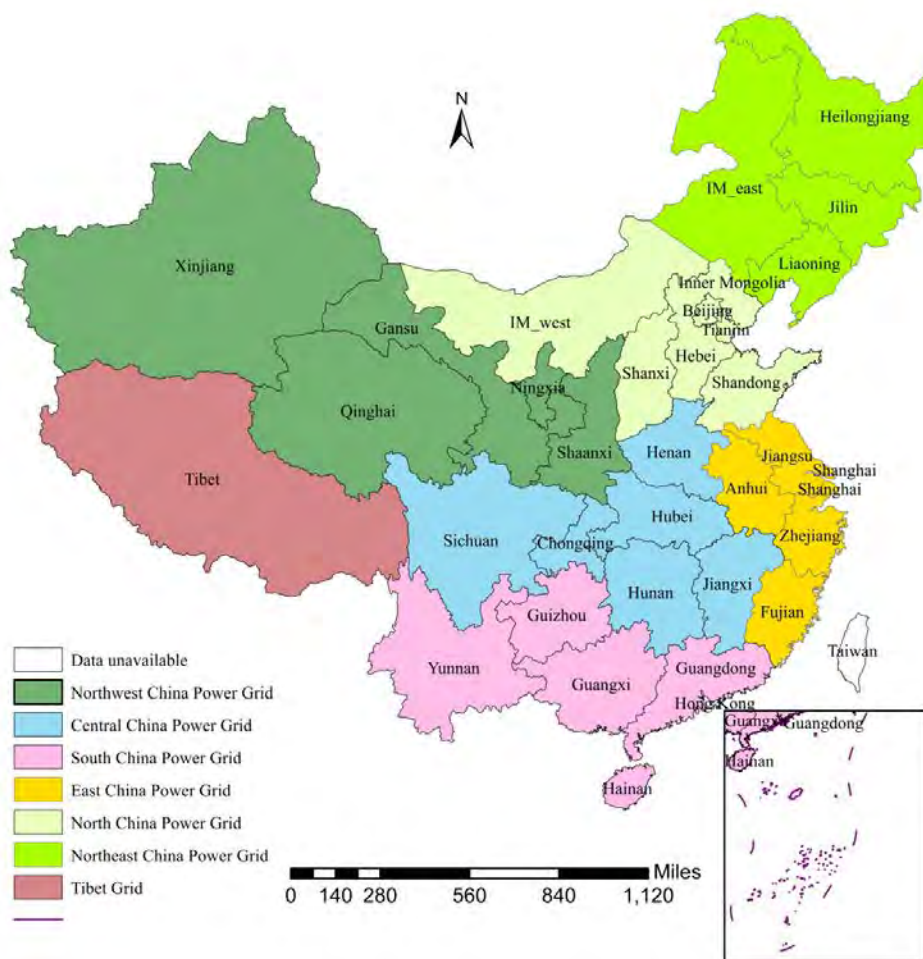 N
Heilongjiang
IM_east
Jilin
Liaoning
Xinjiang
Inner Mongolia
Beijing
Tianjin
Gansu
IM_west
Hebei
Shanxi
Shandong
Ningxia
Qinghai
Shaanxi
Henan
Jiangsu
Shanghai
Shanghai
Anhui
Tibet
Hubei
Zhejiang
Sichuan
Chongqing
Hunan
Jiangxi
Fujian
Guizhou
Taiwan
Yunnan
Guangdong
Guangxi
Hong Kong
Hainan
Guangxi
Guangdong
Hainan
Data unavailable
Northwest China Power Grid
Central China Power Grid
South China Power Grid
East China Power Grid
North China Power Grid
Northeast China Power Grid
Tibet Grid
Miles
0 140 280 560 840 1,120